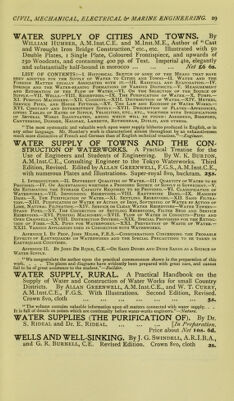 CIVIL, MECHANICAL, ELECTRICAL & MARINE ENGINEERING. 29
WATER SUPPLY OF CITIES AND TOWNS. By
WILLIAM HUMBER, A.M.Inst.C.E. and M.Inst.M.E., Author of "Cast
and Wrought Iron Bridge Construction," etc., etc. Illustrated with 50
Double Plates, 1 Single Plate, Coloured Frontispiece, and upwards of
250 Woodcuts, and containing 400 pp. of Text. Imperial 4to, elegantly
and substantially half-bound in morocco ... Net £6 6s.
LIST OF CONTENTS:—I. HISTORICAL SKETCH OF SOME OF THE MEANS THAT HAVE
BEEN ADOPTED FOR THE SUPPLY OF WATER TO CITIES AND TOWNS—II. WATER AND THE
FOREIGN MATTER USUALLY ASSOCIATED WITH IT—III. RAINFALL AND EVAPORATION—IV.
SPRINGS AND THE WATER-BEARING FORMATIONS OF VARIOUS DISTRICTS—V. MEASUREMENT
AND ESTIMATION OF THE FLOW OF WATER—VI. ON THE SELECTION OF THE SOURCE OF
SUPPLY—VII. WELLS—VIII. RESERVOIRS—IX. THE PURIFICATION OF WATER—X. PUMPS—
XI. PUMPING MACHINERY—XII. CONDUITS—XIII. DISTRIBUTION OF WATER—XIV. METERS,
SERVICE PIPES, AND HOUSE FITTINGS—XV. THE LAW AND ECONOMY OF WATER WORKS—
XVI. CONSTANT AND INTERMITTENT SUPPLY—XVII. DESCRIPTION OF PLATES—APPENDICES,
GIVING TABLES OF RATES OF SUPPLY, VELOCITIES, &c., &c., TOGETHER WITH SPECIFICATIONS OF
SEVERAL WORKS ILLUSTRATED, AMONG WHICH WILL BE FOUND: ABERDEEN, BIDEFORD,
CANTERBURY, DUNDEE, HALIFAX, LAMBETH, ROTHERHAM, DUBLIN, AND OTHERS.
"The most systematic and valuable work upon water supply hitherto produced in English, or in
any other language. Mr. Humber's work is characterised almost throughout by an exhaustiveness
much more characteristic of French and German than of English technical treatises."—Engineer.
WATER SUPPLY OF TOWNS AND THE CON-
STRUCTION OF WATERWORKS. A Practical Treatise for the
Use of Engineers and Students of Engineering. By W. K. BURTON,
A.M.Inst.C.E., Consulting Engineer to the Tokyo Waterworks. Third
Edition, Revised. Edited by ALLAN GREENWELL, F.G.S., A.M.Inst.C.E.,
with numerous Plates and Illustrations. Super-royal 8vo, buckram. 25s.
I. INTRODUCTORY.—II. DIFFERENT QUALITIES OF WATER.—III. QUANTITY OF WATER TO BE
PROVIDED.—IV. ON ASCERTAINING WHETHER A PROPOSED SOURCE OF SUPPLY IS SUFFICIENT.—V.
ON ESTIMATING THE STORAGE CAPACITY REQUIRED TO BE PROVIDED.—VI. CLASSIFICATION OF
WATERWORKS.—VII. IMPOUNDING RESERVOIRS.—VIII. EARTHWORK DAMS.—IX. MASONRY
DAMS.—X. THE PURIFICATION OF WATER.—XI. SETTLING RESERVOIRS.—XII. SAND FILTRA-
TION.—XIII. PURIFICATION OF WATER BY ACTION OF IRON, SOFTENING OF WATER BY ACTION OF
LIME, NATURAL FILTRATION.—XIV. SERVICE OR CLEAN WATER RESERVOIRS—WATER TOWERS—
STAND PIPES.—XV. THE CONNECTION OF SETTLING RESERVOIRS, FILTER BEDS AND SERVICE
RESERVOIRS.—XVI. PUMPING MACHINERY.—XVII. FLOW OF WATER IN CONDUITS—PIPES AND
OPEN CHANNELS.—XVIII. DISTRIBUTION SYSTEMS.—XIX. SPECIAL PROVISIONS FOR THE EXTINC-
TION OF FIRE.—XX. PIPES FOR WATERWORKS.—XXI. PREVENTION OF WASTE OF WATER.—
XXII. VARIOUS APPLIANCES USED IN CONNECTION WITH WATERWORKS.
APPENDIX I. By PROF. JOHN MILNE, F.R.S.—CONSIDERATIONS CONCERNING THE PROBABLE
EFFECTS OF EARTHQUAKES ON WATERWORKS AND THE SPECIAL PRECAUTIONS TO BE TAKEN IN
EARTHQUAKE COUNTRIES.
APPENDIX II. By JOHN DE RIJKE, C.E.—ON SAND DUNES AND DUNE SAND AS A SOURCE OF
WATER SUPPLY.
"We congratulate the author upon the practical commonsense shown in the preparation of this
work. . . . The plates and diagrams have evidently been prepared with great care, and cannot
fail to be of great assistance to the student."—Builder.
WATER SUPPLY, RURAL. A Practical Handbook on the
Supply of Water and Construction of Water Works for small Country
Districts. By ALLAN GREENWELL, A.M.Inst.C.E., and W. T. CURRY,
A.M.Inst.C.E., F.G.S. With Illustrations. Second Edition, Revised.
Crown 8vo, cloth ... 5s.
"The volume contains valuable information upon all matters connected with water supply. . . .
It is full of details on points which are continually before water-works engineers."—Nature.
WATER SUPPLIES (THE PURIFICATION OF). By Dr.
S. RIDEAL and Dr. E. RIDEAL. ... [In Preparation.
Price about Net 10s. 6d.
WELLS AND WELL-SINKING. By J. G. SWINDELL, A.R.I.B.A.,
and G. R. BURNELL, C.E. Revised Edition. Crown 8vo, cloth 2s.